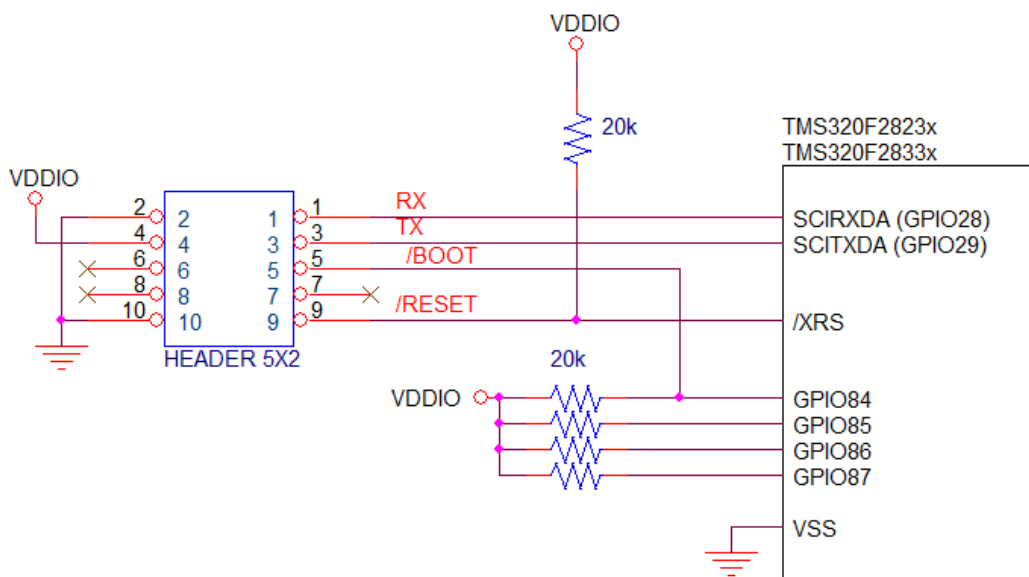 VDDIO
20k
TMS320F2823x
TMS320F2833x
VDDIO
2 2 1 1 RX SCIRXDA (GPIO28)
4 4 3 3 TX SCITXDA (GPIO29)
6 6 5 5 /BOOT
8 8 7 7
10 10 9 9 /RESET /XRS
HEADER 5X2
20k
VDDIO
GPIO84
GPIO85
GPIO86
GPIO87
VSS